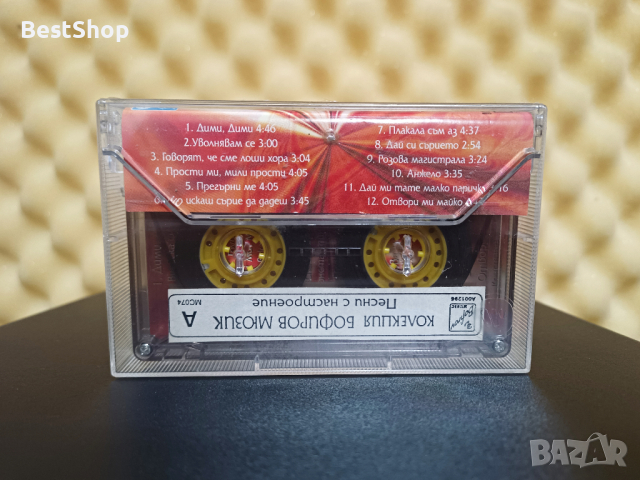 BestShop
1. Дими, Дими 4:46
2.Уволнявам се 3:00
3. Говорят, че сме лоши хора 3:04
4. Прости ми, мили прости 4:05
5. Прегърни ме 4:05
искаш сърце да дадеш 3:45
7. Плакала съм аз 4:37
8. Дай си сърцето 2:54
9. Розова магистрала 3:24
10. Анжело 3:35
11. Дай ми тате малко парички
12. Отвори ми майко
КОЛЕКЦИЯ БОФИРОВ МЮЗИК
Песни с настроение
A
MC074
MUSIC
A001296
BAZAR